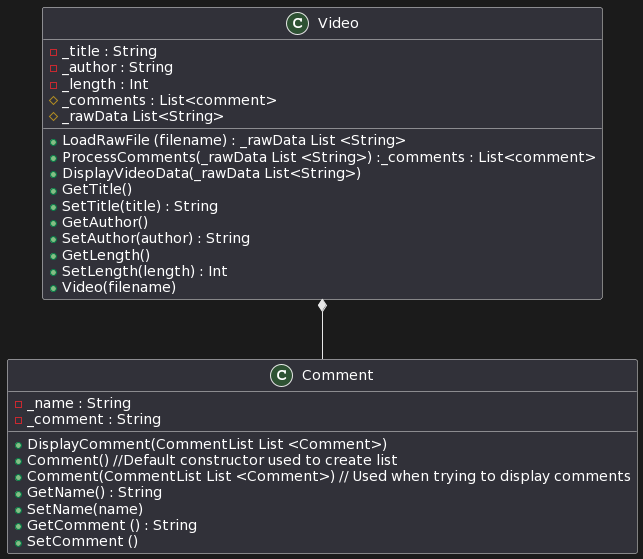 C Video
_title : String
_author : String
_length : Int
_comments : List<comment>
_rawData List<String>
LoadRawFile (filename) : _rawData List <String>
ProcessComments(_rawData List <String>) :_comments : List<comment>
DisplayVideoData(_rawData List<String>)
GetTitle()
SetTitle(title) : String
GetAuthor()
SetAuthor(author) : String
GetLength()
SetLength(length) : Int
Video(filename)
C Comment
_name : String
_comment : String
DisplayComment(CommentList List <Comment>)
Comment() //Default constructor used to create list
Comment(CommentList List <Comment>) // Used when trying to display comments
GetName() : String
SetName(name)
GetComment () : String
SetComment ()